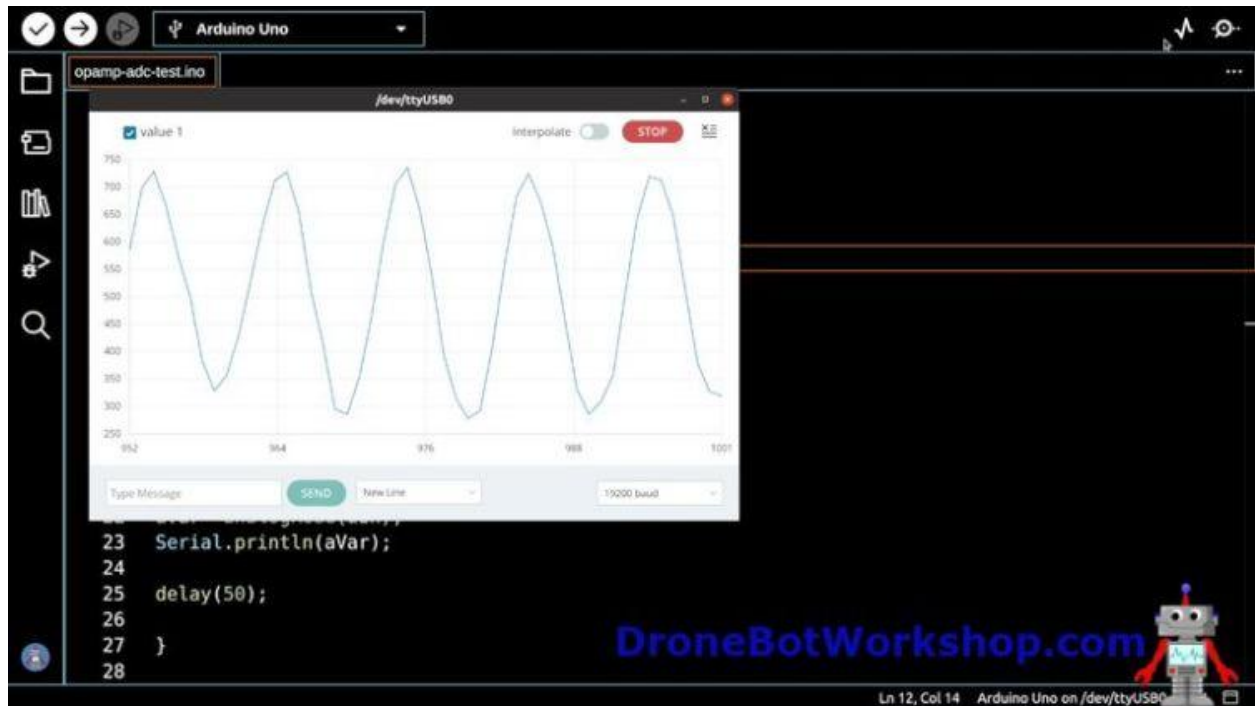 Arduino Uno
opamp-adc-test.ino
/dev/ttyUSB0
value 1
Interpolate
STOP
750
700
650
600
550
500
450
400
350
300
250
952
964
976
988
1001
Type Message
SEND
New Line
19200 baud
23 Serial.println(aVar);
24
25 delay(50);
26
27 }
28
DroneBotWorkshop.com
Ln 12, Col 14 Arduino Uno on /dev/ttyUSB0